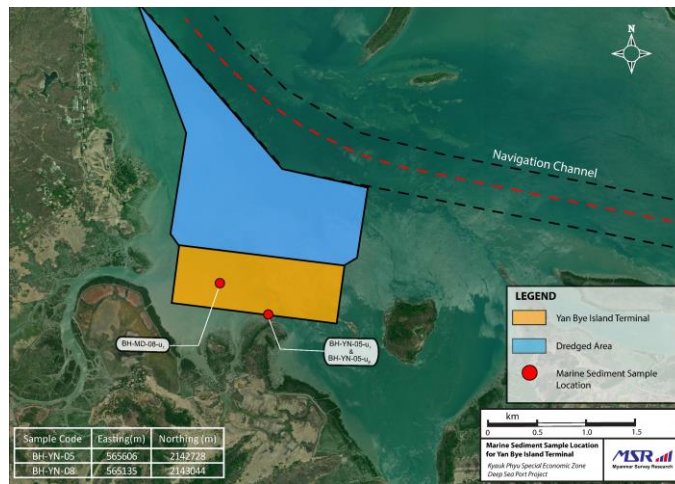 N
Navigation Channel
BH-MD-08-u
BH-YN-05-u
&
BH-YN-05-u
LEGEND
Yan Bye Island Terminal
Dredged Area
Marine Sediment Sample
Location
km
0 0.5 1.0 1.5
Sample Code Easting(m) Northing (m)
BH-YN-05 565606 2142728
BH-YN-08 565135 2143044
Marine Sediment Sample Location
for Yan Bye Island Terminal
Kyauk Phyu Special Economic Zone
Deep Sea Port Project
MSR
Myanmar Survey Research